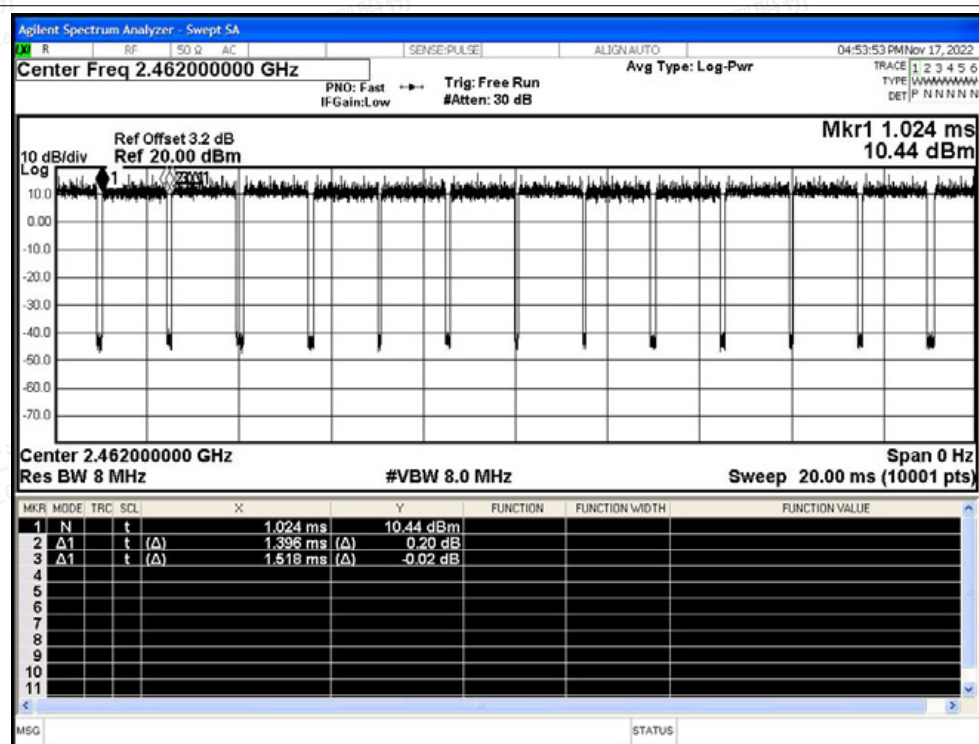 Agilent Spectrum Analyzer - Swept SA
R RF 50 Ω AC SENSE:PULSE ALIGN AUTO 04:53:53 PM Nov 17, 2022
Center Freq 2.462000000 GHz
PNO: Fast
IFGain:Low
Trig: Free Run
#Atten: 30 dB
Avg Type: Log-Pwr
TRACE 1 2 3 4 5 6
TYPE WWWWWWW
DET P N N N N N
Ref Offset 3.2 dB
10 dB/div Ref 20.00 dBm
Log
Mkr1 1.024 ms
10.44 dBm
1
10.0
0.00
-10.0
-20.0
-30.0
-40.0
-50.0
-60.0
-70.0
Center 2.462000000 GHz Span 0 Hz
Res BW 8 MHz #VBW 8.0 MHz Sweep 20.00 ms (10001 pts)
MKR MODE TRC SCL X Y FUNCTION FUNCTION WIDTH FUNCTION VALUE
1 N t 1.024 ms 10.44 dBm
2 Δ1 t (Δ) 1.396 ms (Δ) 0.20 dB
3 Δ1 t (Δ) 1.518 ms (Δ) -0.02 dB
4
5
6
7
8
9
10
11
MSG STATUS